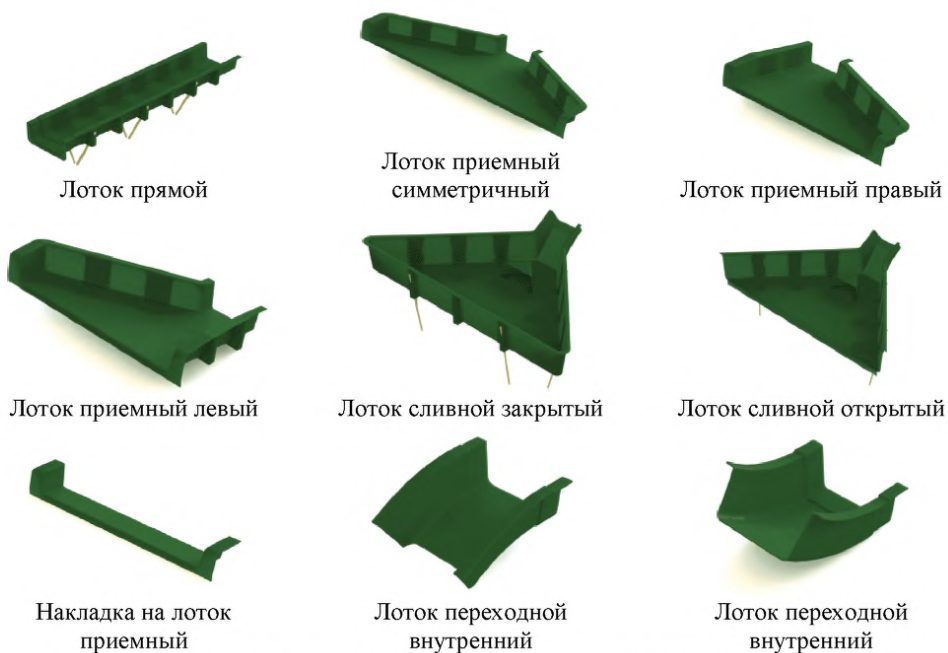 Лоток прямой
Лоток приемный
симметричный
Лоток приемный правый
Лоток приемный левый
Лоток сливной закрытый
Лоток сливной открытый
Накладка на лоток
приемный
Лоток переходной
внутренний
Лоток переходной
внутренний